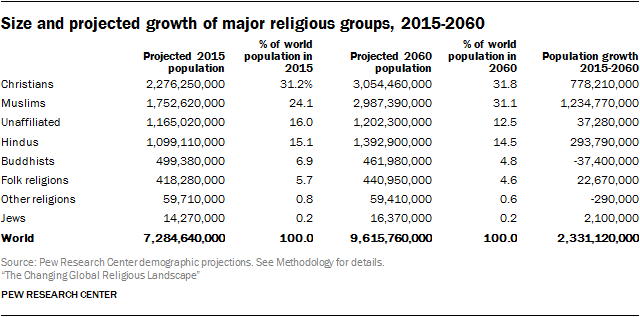 Size and projected growth of major religious groups, 2015-2060
Projected 2015 population % of world population in 2015 Projected 2060 population % of world population in 2060 Population growth 2015-2060
Christians 2,276,250,000 31.2% 3,054,460,000 31.8 778,210,000
Muslims 1,752,620,000 24.1 2,987,390,000 31.1 1,234,770,000
Unaffiliated 1,165,020,000 16.0 1,202,300,000 12.5 37,280,000
Hindus 1,099,110,000 15.1 1,392,900,000 14.5 293,790,000
Buddhists 499,380,000 6.9 461,980,000 4.8 -37,400,000
Folk religions 418,280,000 5.7 440,950,000 4.6 22,670,000
Other religions 59,710,000 0.8 59,410,000 0.6 -290,000
Jews 14,270,000 0.2 16,370,000 0.2 2,100,000
World 7,284,640,000 100.0 9,615,760,000 100.0 2,331,120,000
Source: Pew Research Center demographic projections. See Methodology for details.
“The Changing Global Religious Landscape”
PEW RESEARCH CENTER